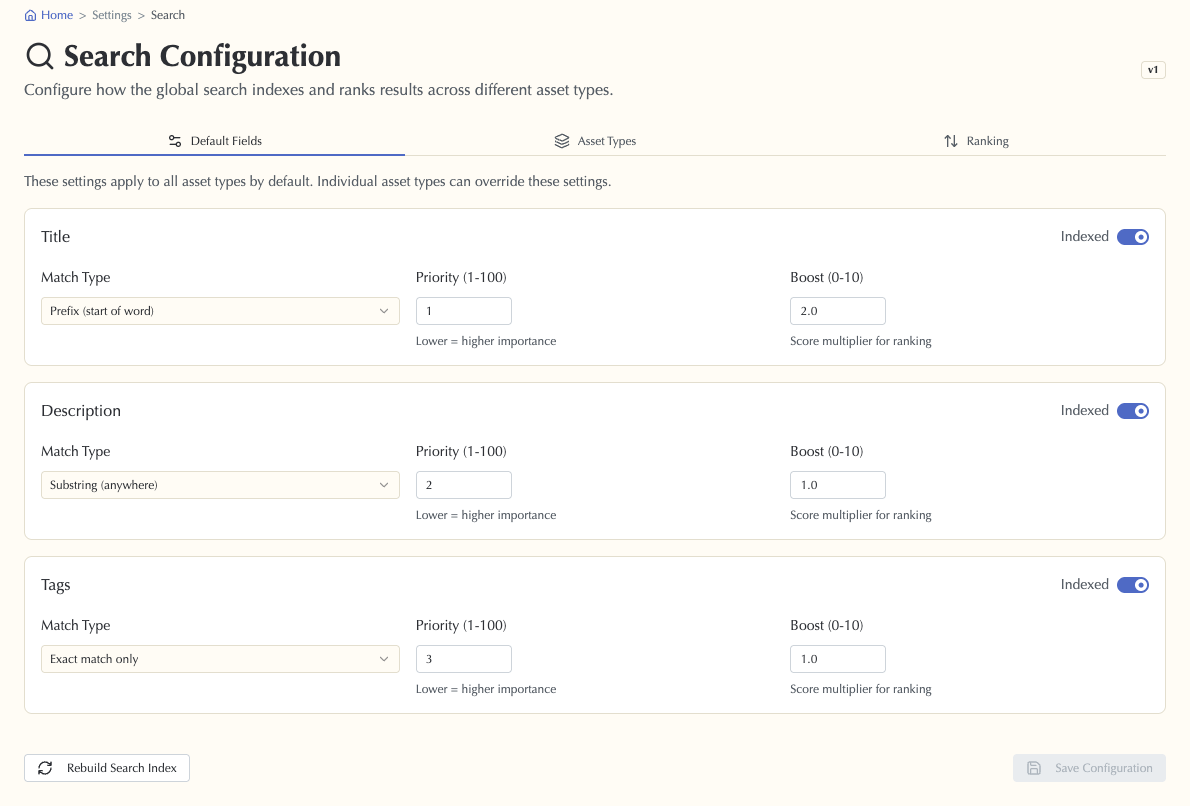 Home > Settings > Search
Search Configuration
v1
Configure how the global search indexes and ranks results across different asset types.
Default Fields Asset Types Ranking
These settings apply to all asset types by default. Individual asset types can override these settings.
Title Indexed
Match Type Priority (1-100) Boost (0-10)
Prefix (start of word) 1 2.0
Lower = higher importance Score multiplier for ranking
Description Indexed
Match Type Priority (1-100) Boost (0-10)
Substring (anywhere) 2 1.0
Lower = higher importance Score multiplier for ranking
Tags Indexed
Match Type Priority (1-100) Boost (0-10)
Exact match only 3 1.0
Lower = higher importance Score multiplier for ranking
Rebuild Search Index Save Configuration